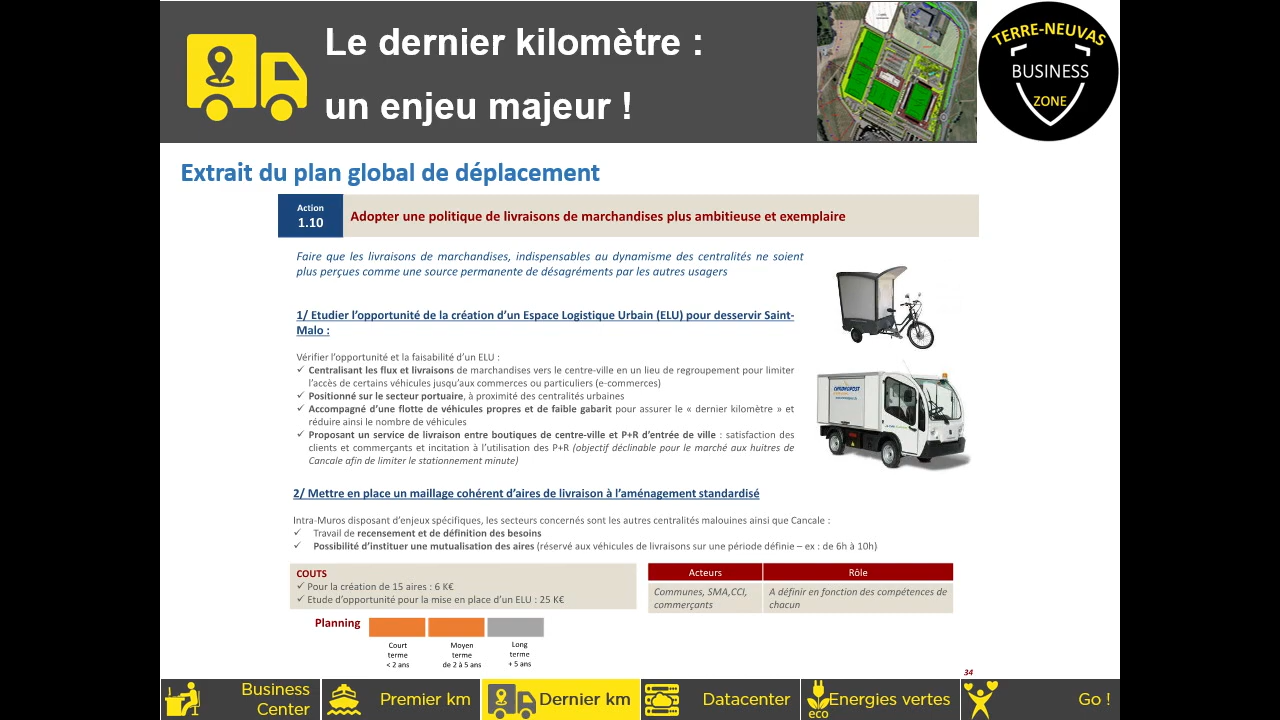 Le dernier kilomètre :
un enjeu majeur !
TERRE-NEUVAS
BUSINESS
ZONE
Extrait du plan global de déplacement
Action
1.10
Adopter une politique de livraisons de marchandises plus ambitieuse et exemplaire
Faire que les livraisons de marchandises, indispensables au dynamisme des centralités ne soient
plus perçues comme une source permanente de désagréments par les autres usagers
1/ Etudier l’opportunité de la création d’un Espace Logistique Urbain (ELU) pour desservir Saint-
Malo :
Vérifier l’opportunité et la faisabilité d’un ELU :
✓ Centralisant les flux et livraisons de marchandises vers le centre-ville en un lieu de regroupement pour limiter
l’accès de certains véhicules jusqu’aux commerces ou particuliers (e-commerces)
✓ Positionné sur le secteur portuaire, à proximité des centralités urbaines
✓ Accompagné d’une flotte de véhicules propres et de faible gabarit pour assurer le « dernier kilomètre » et
réduire ainsi le nombre de véhicules
✓ Proposant un service de livraison entre boutiques de centre-ville et P+R d’entrée de ville : satisfaction des
clients et commerçants et incitation à l’utilisation des P+R (objectif déclinable pour le marché aux huitres de
Cancale afin de limiter le stationnement minute)
CHRONOPOST
2/ Mettre en place un maillage cohérent d’aires de livraison à l’aménagement standardisé
Intra-Muros disposant d’enjeux spécifiques, les secteurs concernés sont les autres centralités malouines ainsi que Cancale :
✓ Travail de recensement et de définition des besoins
✓ Possibilité d’instituer une mutualisation des aires (réservé aux véhicules de livraisons sur une période définie – ex : de 6h à 10h)
COUTS
✓ Pour la création de 15 aires : 6 K€
✓ Etude d’opportunité pour la mise en place d’un ELU : 25 K€
Acteurs
Rôle
Communes, SMA,CCI,
commerçants
A définir en fonction des compétences de
chacun
Planning
Court
terme
< 2 ans
Moyen
terme
de 2 à 5 ans
Long
terme
+ 5 ans
34
Business
Center
Premier km
Dernier km
Datacenter
eco
Energies vertes
Go !